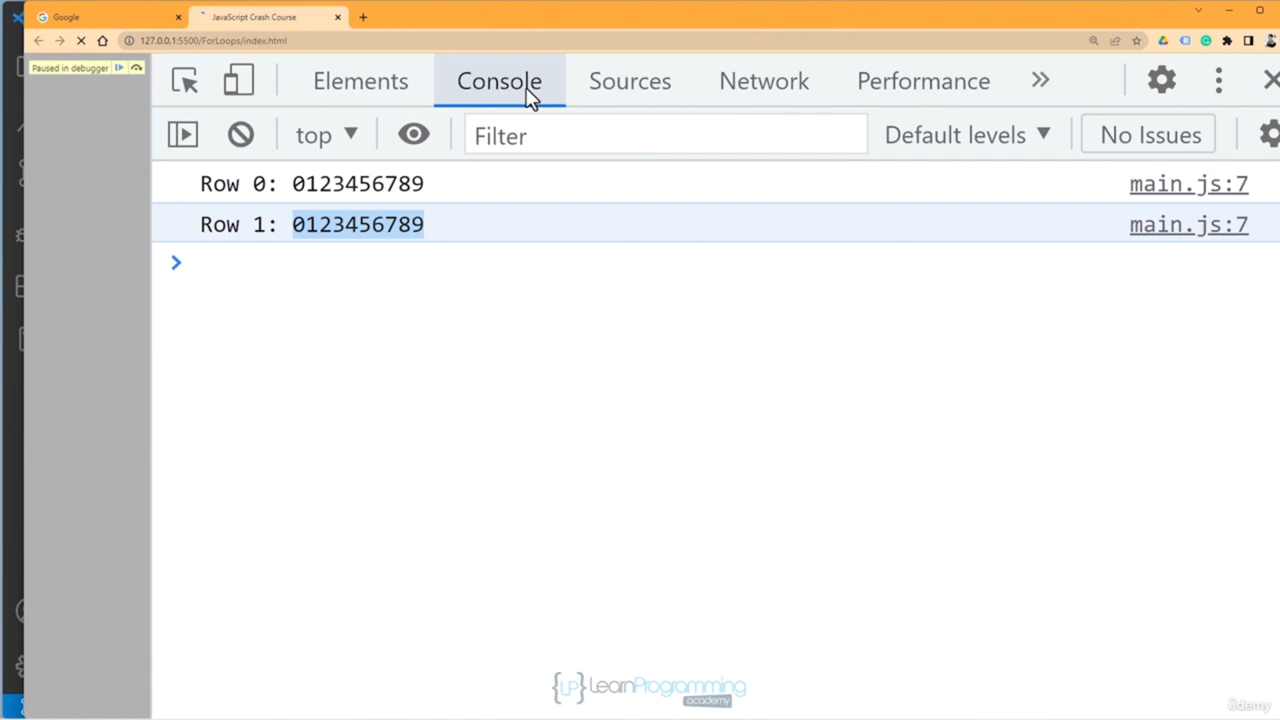 Google
JavaScript Crash Course
127.0.0.1:5500/ForLoops/index.html
Paused in debugger
Elements Console Sources Network Performance
top Filter Default levels No Issues
Row 0: 0123456789 main.js:7
Row 1: 0123456789 main.js:7
{LP} LearnProgramming
academy
ûdemy